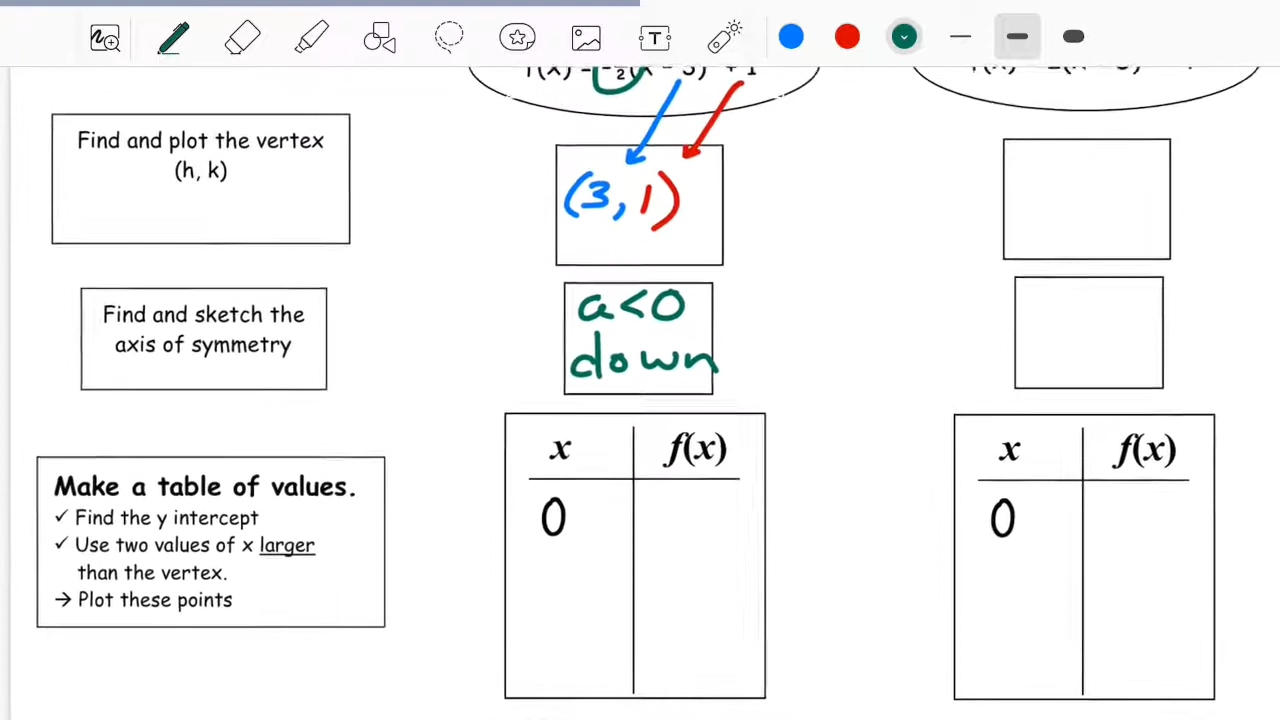 T
Find and plot the vertex
(h, k)
(3, 1)
Find and sketch the
axis of symmetry
a<0
down
Make a table of values.
✓ Find the y intercept
✓ Use two values of x larger
than the vertex.
→ Plot these points
x f(x)
0
x f(x)
0